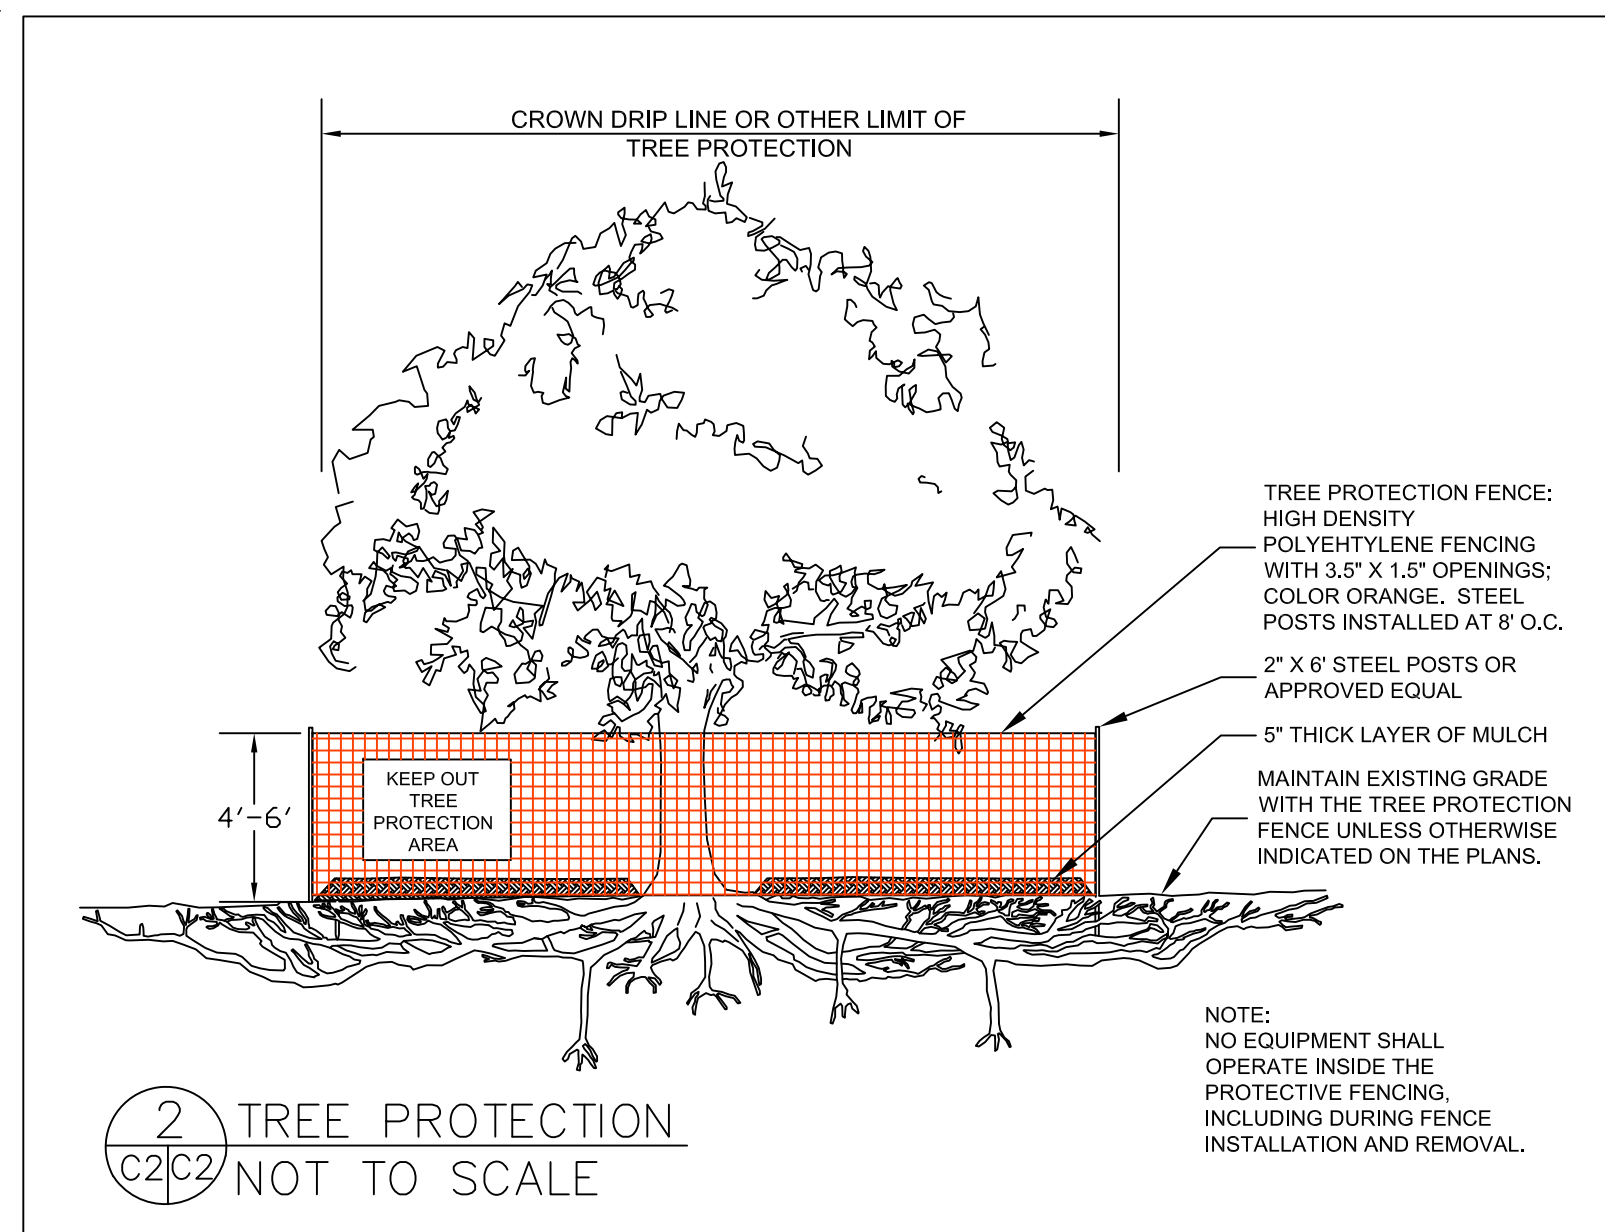 CROWN DRIP LINE OR OTHER LIMIT OF
TREE PROTECTION
TREE PROTECTION FENCE:
HIGH DENSITY
POLYEHTYLENE FENCING
WITH 3.5" X 1.5" OPENINGS;
COLOR ORANGE. STEEL
POSTS INSTALLED AT 8' O.C.
2" X 6' STEEL POSTS OR
APPROVED EQUAL
5" THICK LAYER OF MULCH
MAINTAIN EXISTING GRADE
WITH THE TREE PROTECTION
FENCE UNLESS OTHERWISE
INDICATED ON THE PLANS.
KEEP OUT
TREE
PROTECTION
AREA
4'-6'
NOTE:
NO EQUIPMENT SHALL
OPERATE INSIDE THE
PROTECTIVE FENCING,
INCLUDING DURING FENCE
INSTALLATION AND REMOVAL.
2
C2 C2
TREE PROTECTION
NOT TO SCALE